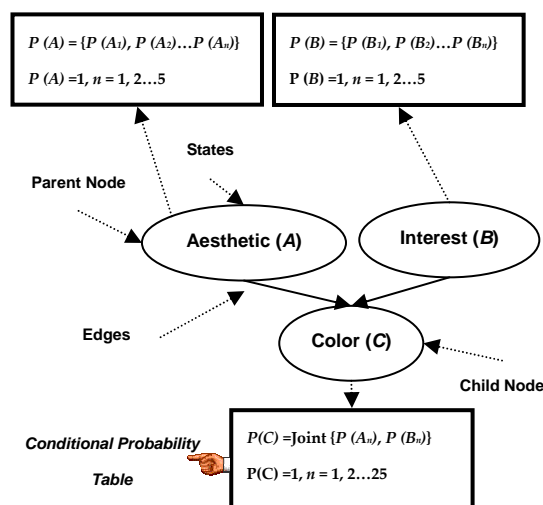 P (A) = {P (A₁), P (A₂)…P (Aₙ)}
P (A) =1, n = 1, 2…5
P (B) = {P (B₁), P (B₂)…P (Bₙ)}
P (B) =1, n = 1, 2…5
States
Parent Node
Aesthetic (A)
Interest (B)
Edges
Color (C)
Child Node
Conditional Probability
Table
P(C) =Joint {P (Aₙ), P (Bₙ)}
P(C) =1, n = 1, 2…25